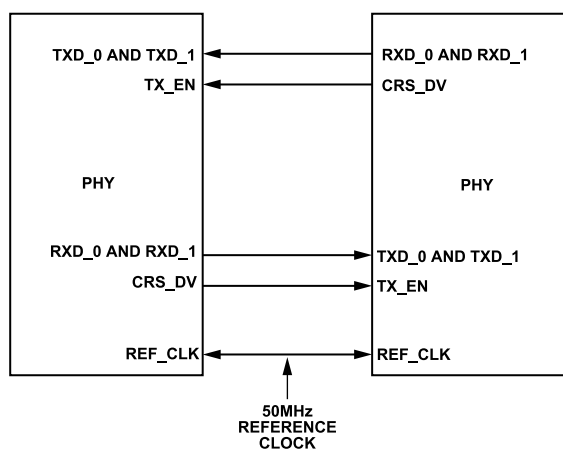 TXD_0 AND TXD_1
RXD_0 AND RXD_1
TX_EN
CRS_DV
PHY
PHY
RXD_0 AND RXD_1
TXD_0 AND TXD_1
CRS_DV
TX_EN
REF_CLK
REF_CLK
50MHz
REFERENCE
CLOCK